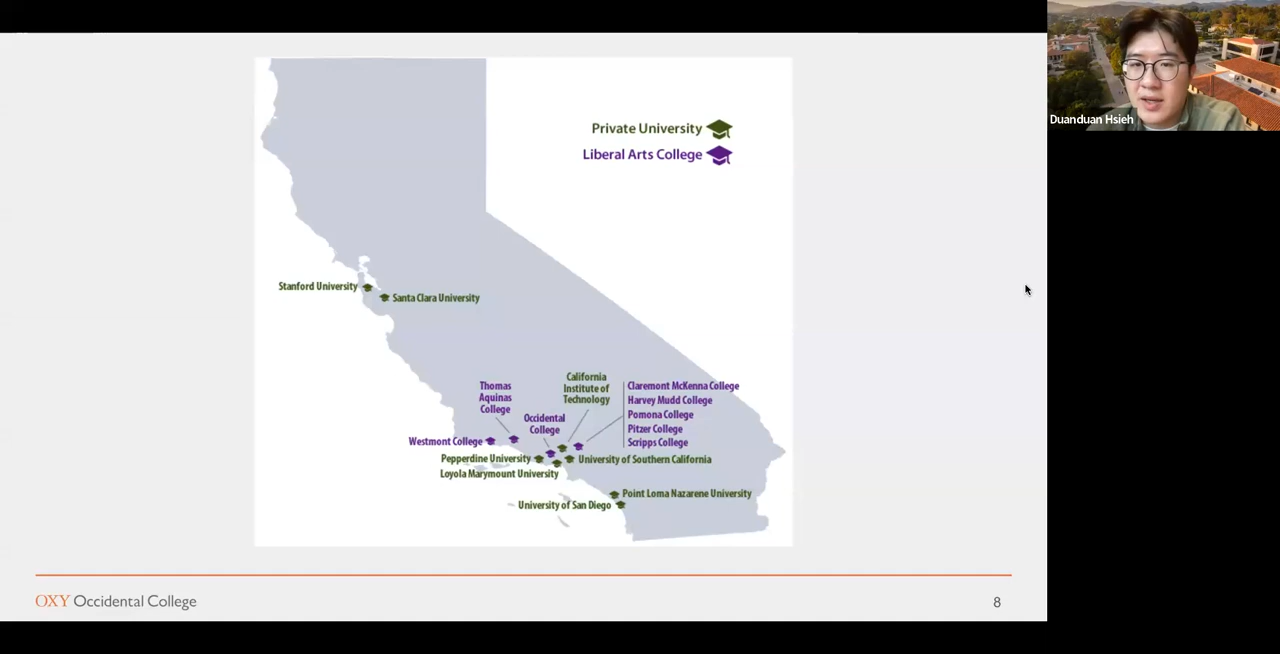 Private University
Liberal Arts College
Duanduan Hsieh
Stanford University
Santa Clara University
Thomas
Aquinas
College
California
Institute of
Technology
Claremont McKenna College
Harvey Mudd College
Pomona College
Pitzer College
Scripps College
Occidental
College
Westmont College
Pepperdine University
University of Southern California
Loyola Marymount University
Point Loma Nazarene University
University of San Diego
OXY Occidental College
8